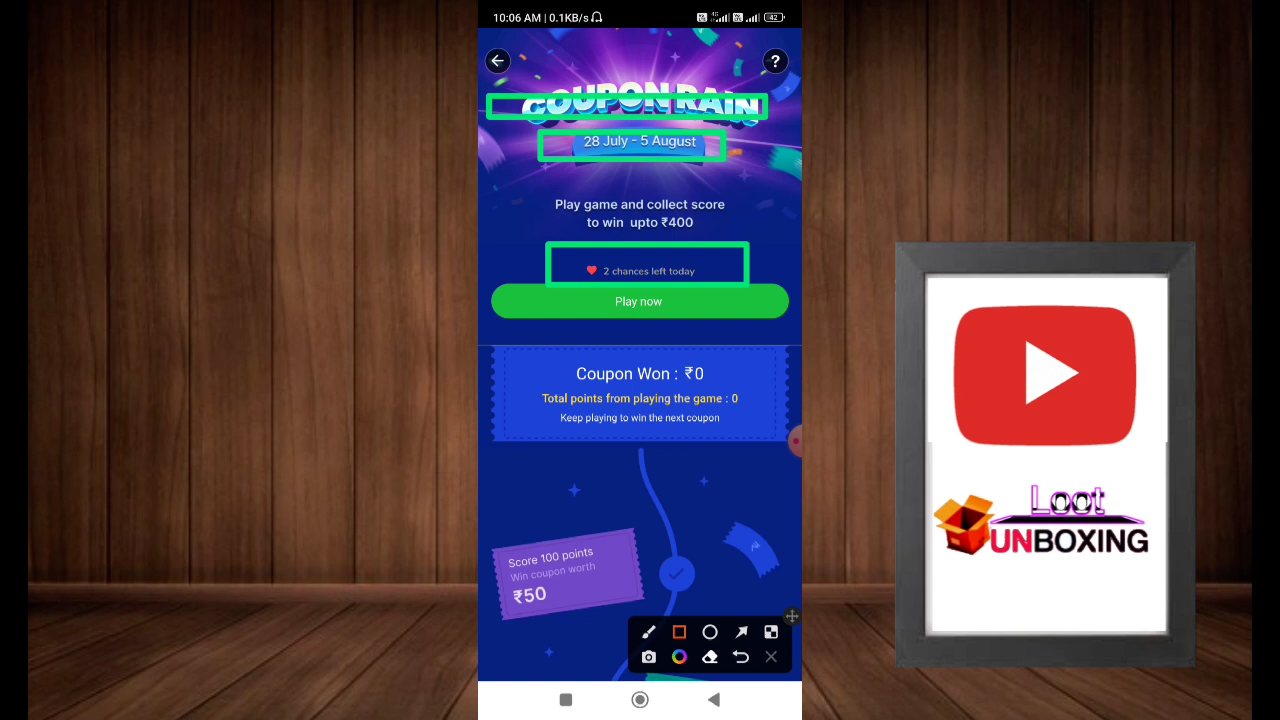 10:06 AM | 0.1KB/s
4G
42
?
COUPON RAIN
28 July - 5 August
Play game and collect score
to win upto ₹400
2 chances left today
Play now
Coupon Won : ₹0
Total points from playing the game : 0
Keep playing to win the next coupon
Score 100 points
Win coupon worth
₹50
Loot
UNBOXING